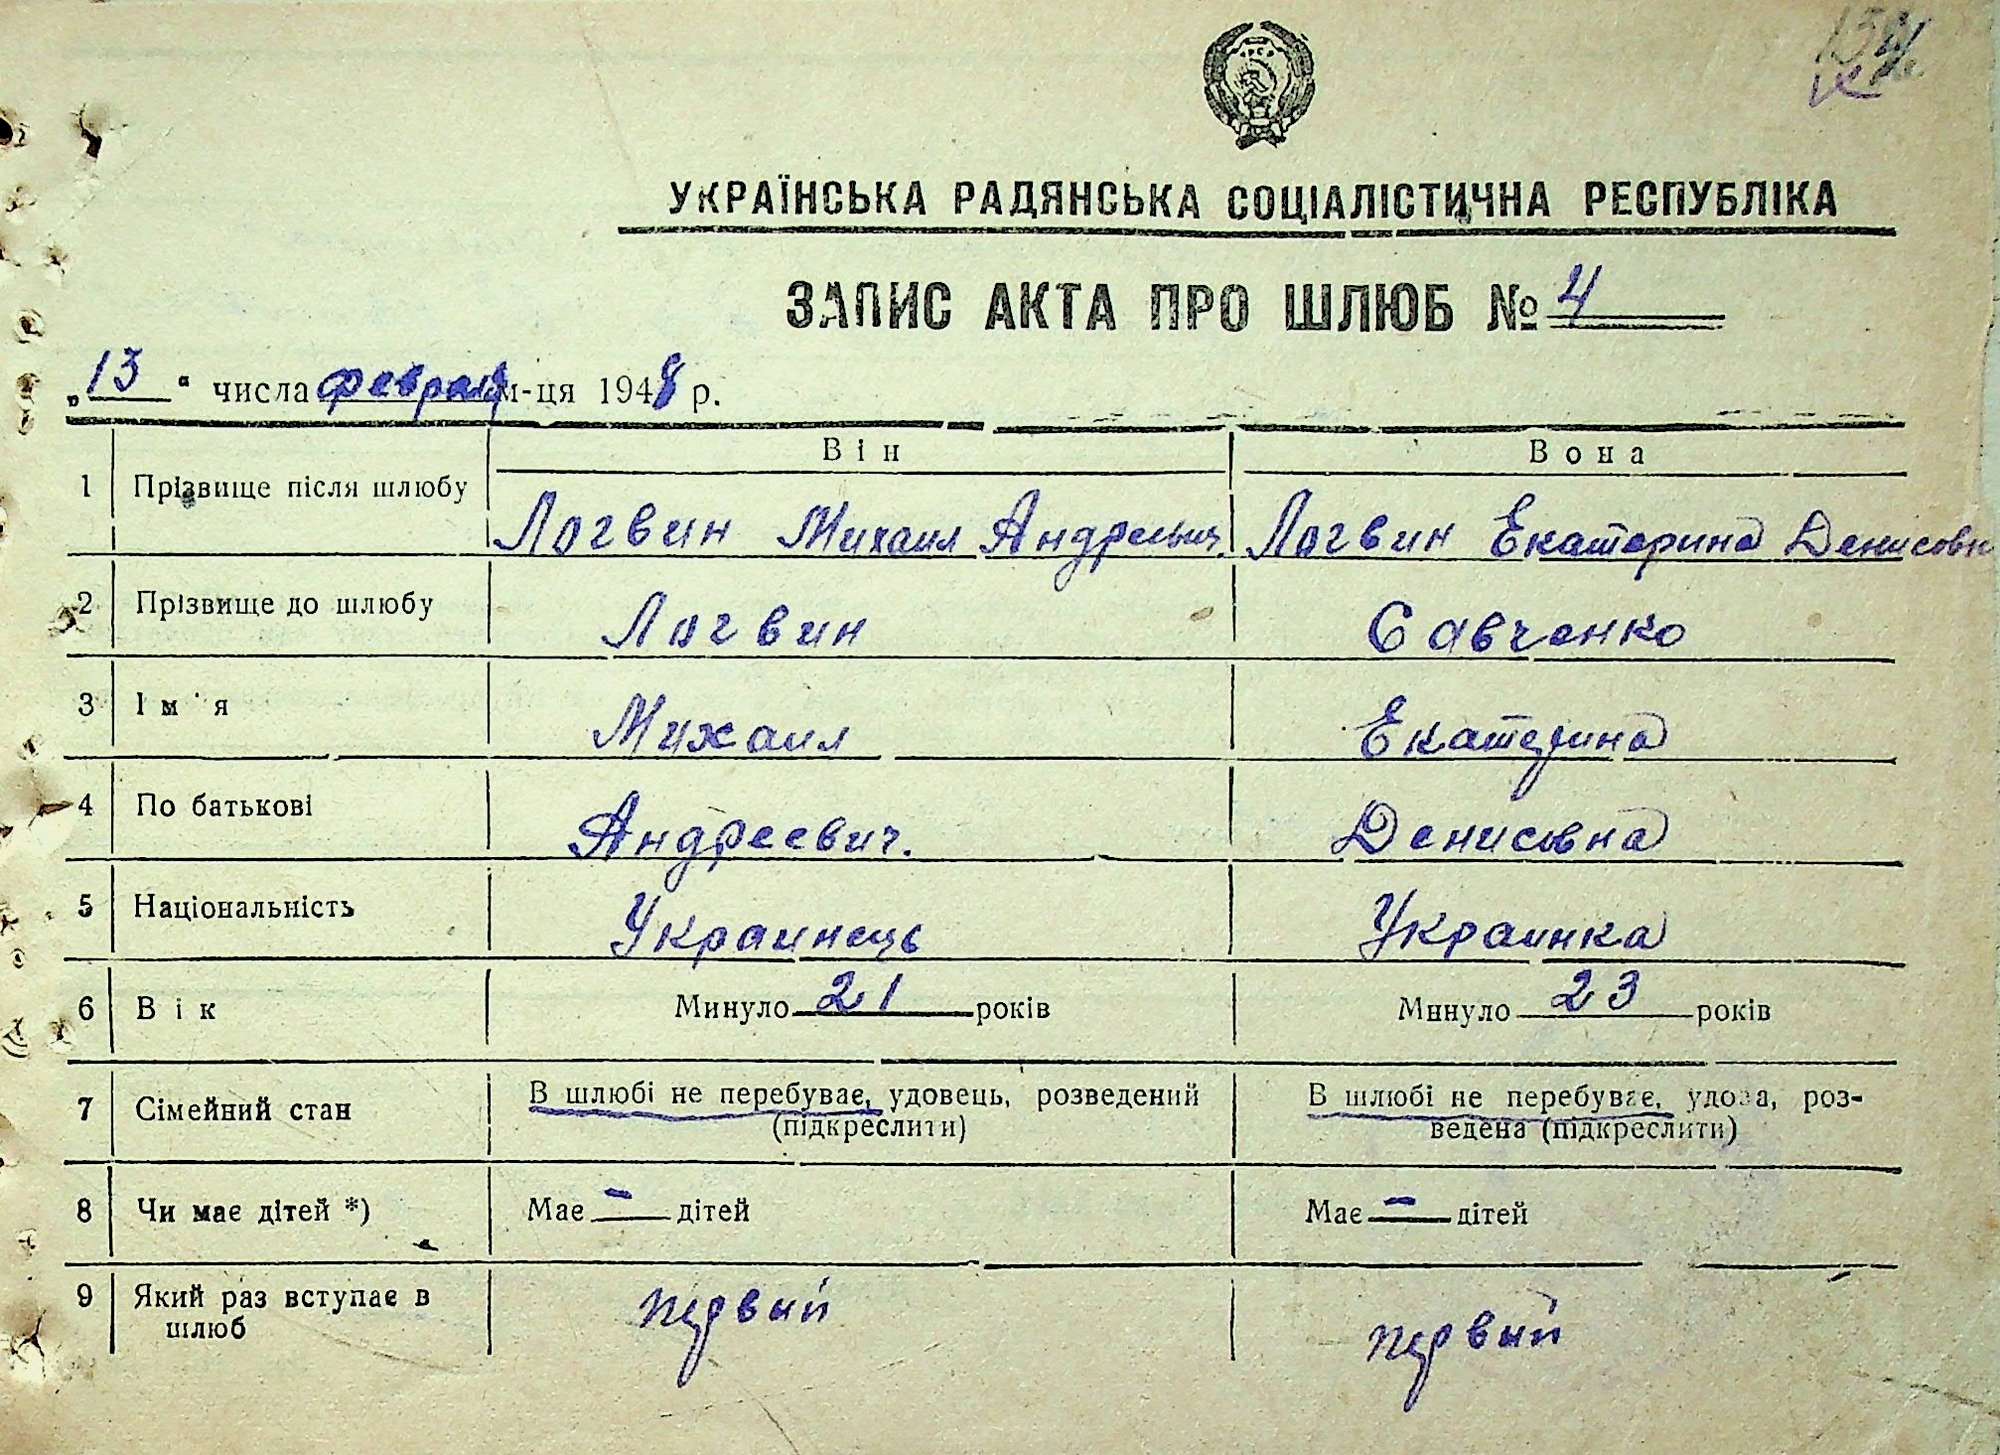 УКРАЇНСЬКА РАДЯНСЬКА СОЦІАЛІСТИЧНА РЕСПУБЛІКА
ЗАПИС АКТА ПРО ШЛЮБ № 4
„13“ числа февраля м-ця 1948 р.
Він Вона
1 Прізвище після шлюбу Логвин Михаил Андреевич. Логвин Екатерина Денисовн
2 Прізвище до шлюбу Логвин Савченко
3 Ім'я Михаил Екатерина
4 По батькові Андреевич. Денисовна
5 Національність Украинець Украинка
6 Вік Минуло 21 років Минуло 23 років
7 Сімейний стан В шлюбі не перебуває, удовець, розведений В шлюбі не перебуває, удова, роз-
(підкреслити) ведена (підкреслити)
8 Чи має дітей *) Має – дітей Має – дітей
9 Який раз вступає в первый первый
шлюб